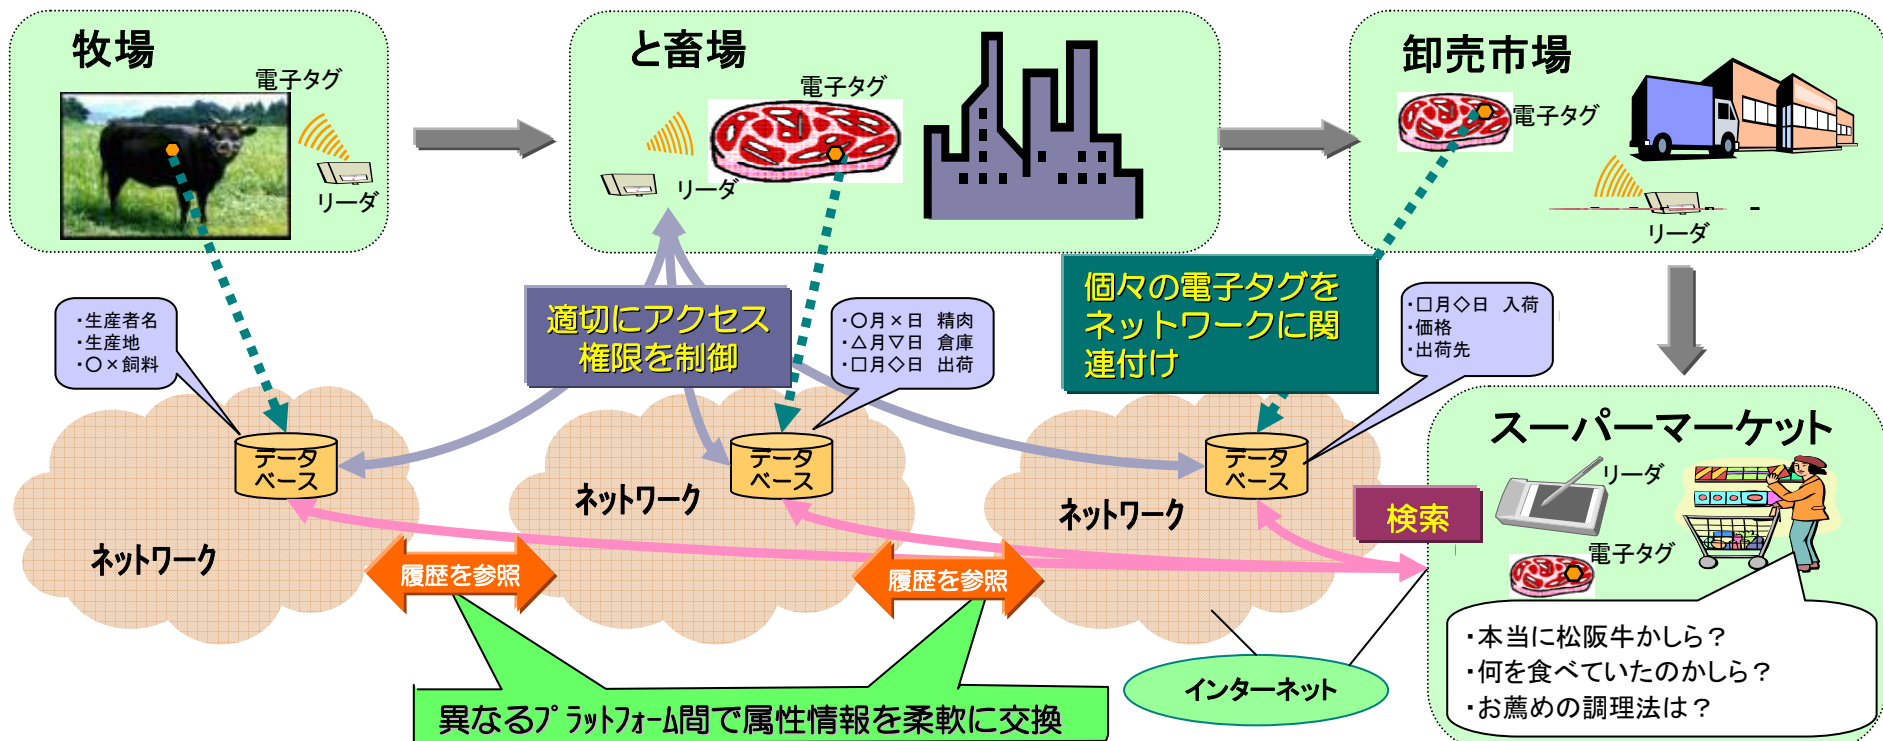 牧場
電子タグ
リーダ
と畜場
電子タグ
リーダ
卸売市場
電子タグ
リーダ
・生産者名
・生産地
・○×飼料
適切にアクセス
権限を制御
・○月×日 精肉
・△月▽日 倉庫
・□月◇日 出荷
個々の電子タグを
ネットワークに関
連付け
・□月◇日 入荷
・価格
・出荷先
データ
ベース
ネットワーク
データ
ベース
ネットワーク
データ
ベース
ネットワーク
検索
スーパーマーケット
リーダ
電子タグ
履歴を参照
履歴を参照
・本当に松阪牛かしら?
・何を食べていたのかしら?
・お薦めの調理法は?
インターネット
異なるプラットフォーム間で属性情報を柔軟に交換